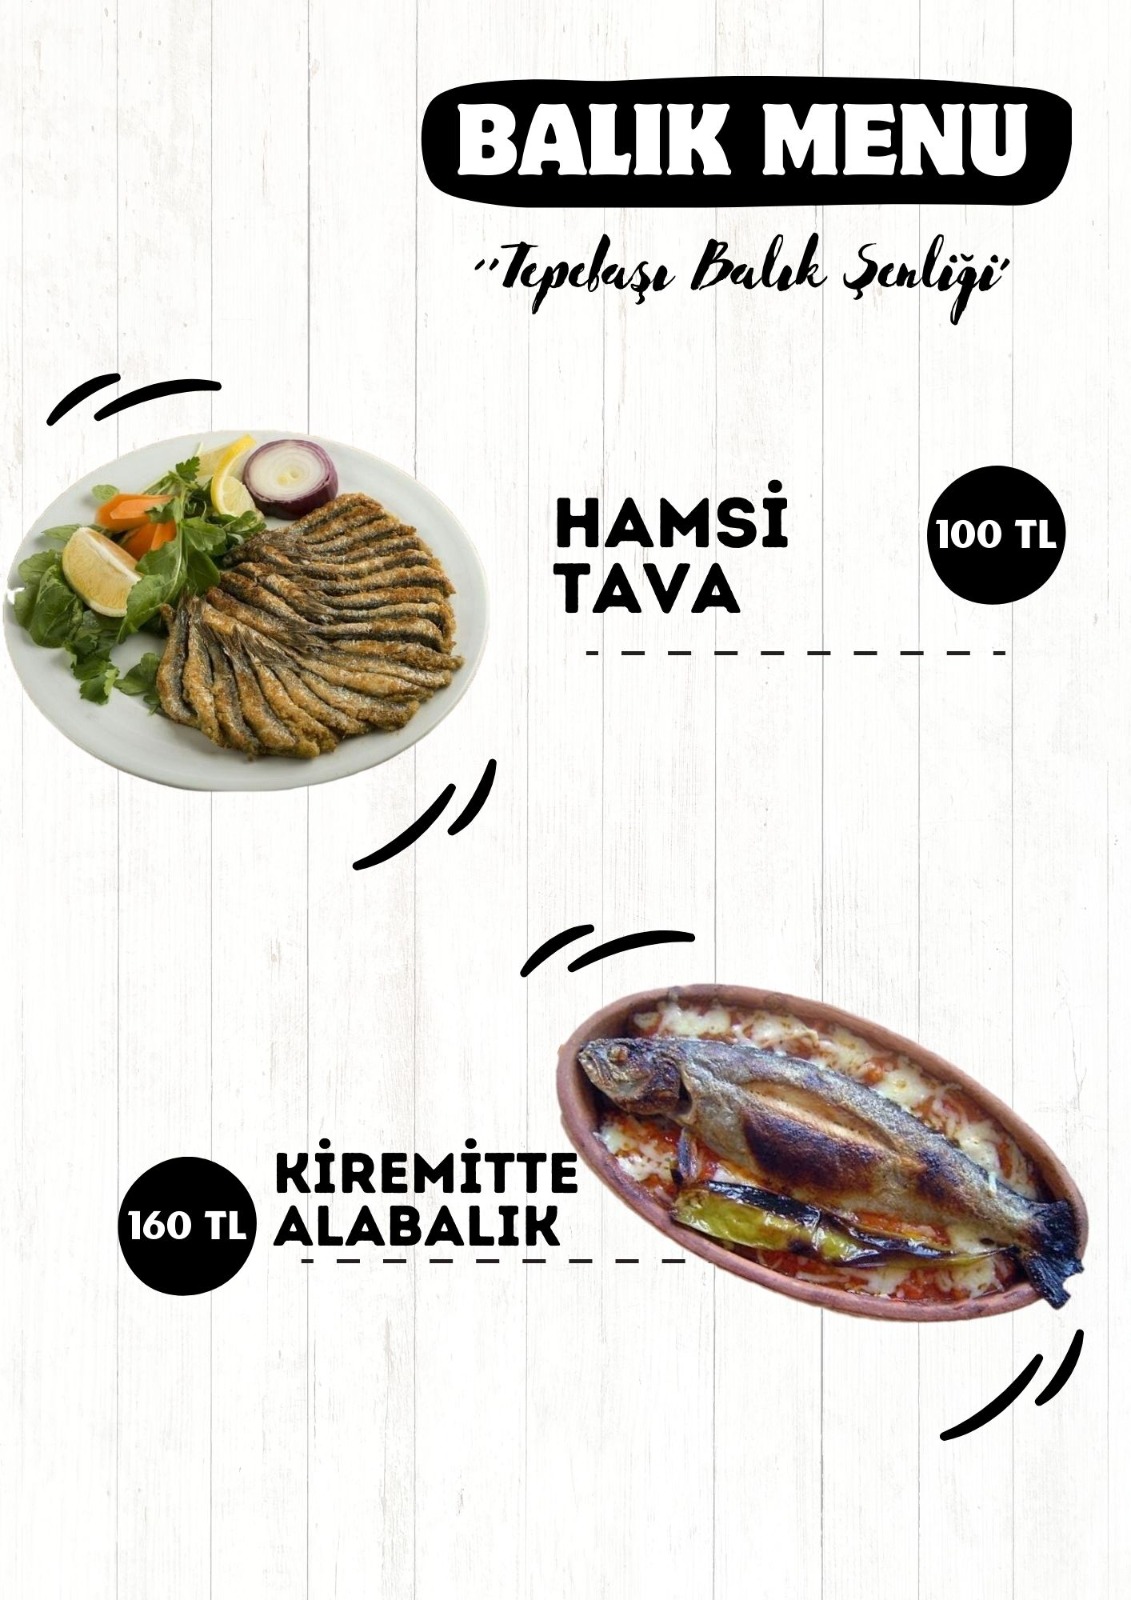 BALIK MENU
"Tepebaşı Balık Şenliği"
HAMSİ
TAVA
100 TL
KİREMİTTE
ALABALIK
160 TL